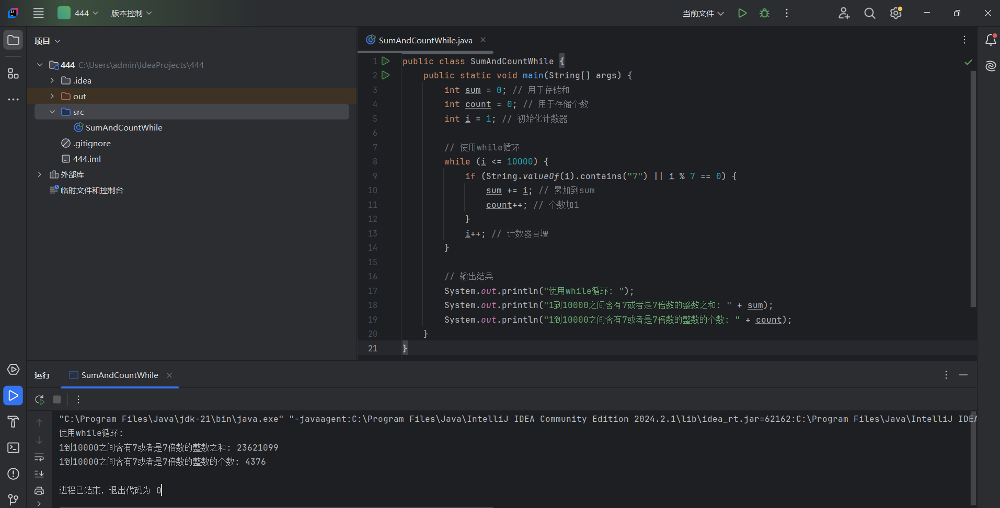 444
版本控制
当前文件
项目
444 C:\Users\admin\IdeaProjects\444
.idea
out
src
SumAndCountWhile
.gitignore
444.iml
外部库
临时文件和控制台
SumAndCountWhile.java
1 public class SumAndCountWhile {
2 public static void main(String[] args) {
3 int sum = 0; // 用于存储和
4 int count = 0; // 用于存储个数
5 int i = 1; // 初始化计数器
6
7 // 使用while循环
8 while (i <= 10000) {
9 if (String.valueOf(i).contains("7") || i % 7 == 0) {
10 sum += i; // 累加到sum
11 count++; // 个数加1
12 }
13 i++; // 计数器自增
14 }
15
16 // 输出结果
17 System.out.println("使用while循环: ");
18 System.out.println("1到10000之间含有7或者是7倍数的整数之和: " + sum);
19 System.out.println("1到10000之间含有7或者是7倍数的整数的个数: " + count);
20 }
21 }
运行 SumAndCountWhile
"C:\Program Files\Java\jdk-21\bin\java.exe" "-javaagent:C:\Program Files\Java\IntelliJ IDEA Community Edition 2024.2.1\lib\idea_rt.jar=62162:C:\Program Files\Java\IntelliJ IDEA
使用while循环:
1到10000之间含有7或者是7倍数的整数之和: 23621099
1到10000之间含有7或者是7倍数的整数的个数: 4376
进程已结束，退出代码为 0